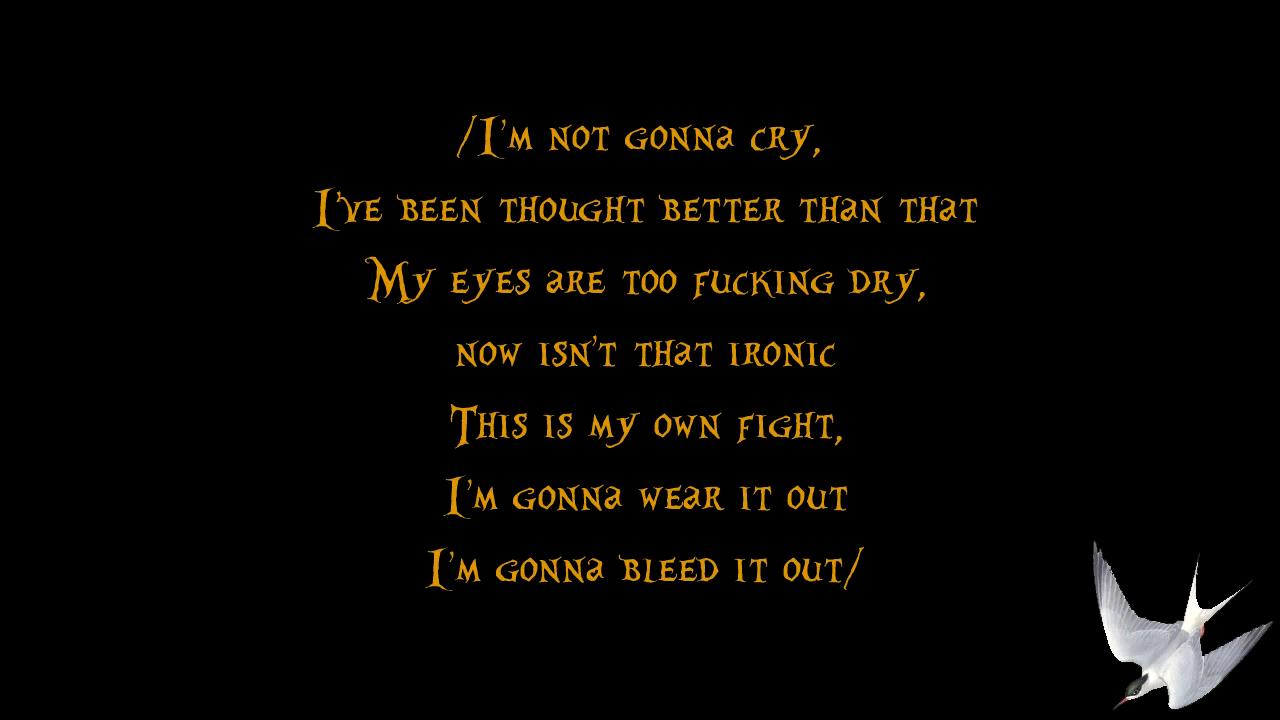 /I'm not gonna cry,
I've been thought better than that
My eyes are too fucking dry,
now isn't that ironic
This is my own fight,
I'm gonna wear it out
I'm gonna bleed it out/